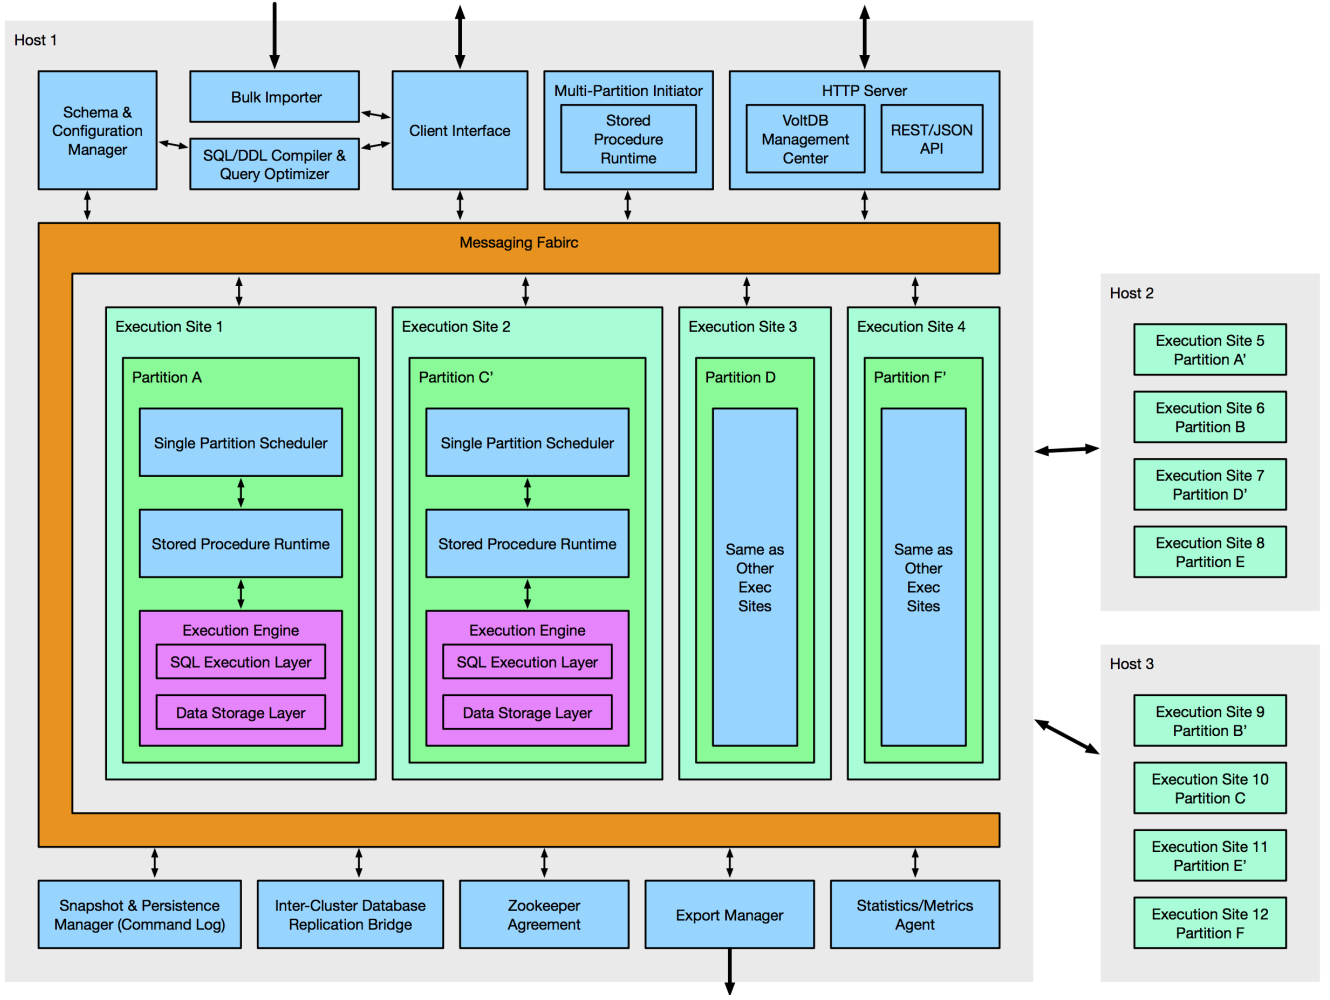 Host 1
Schema &
Configuration
Manager
Bulk Importer
SQL/DDL Compiler &
Query Optimizer
Client Interface
Multi-Partition Initiator
Stored
Procedure
Runtime
HTTP Server
VoltDB
Management
Center
REST/JSON
API
Messaging Fabirc
Execution Site 1
Partition A
Single Partition Scheduler
Stored Procedure Runtime
Execution Engine
SQL Execution Layer
Data Storage Layer
Execution Site 2
Partition C'
Single Partition Scheduler
Stored Procedure Runtime
Execution Engine
SQL Execution Layer
Data Storage Layer
Execution Site 3
Partition D
Same as
Other
Exec
Sites
Execution Site 4
Partition F'
Same as
Other
Exec
Sites
Snapshot & Persistence
Manager (Command Log)
Inter-Cluster Database
Replication Bridge
Zookeeper
Agreement
Export Manager
Statistics/Metrics
Agent
Host 2
Execution Site 5
Partition A'
Execution Site 6
Partition B
Execution Site 7
Partition D'
Execution Site 8
Partition E
Host 3
Execution Site 9
Partition B'
Execution Site 10
Partition C
Execution Site 11
Partition E'
Execution Site 12
Partition F